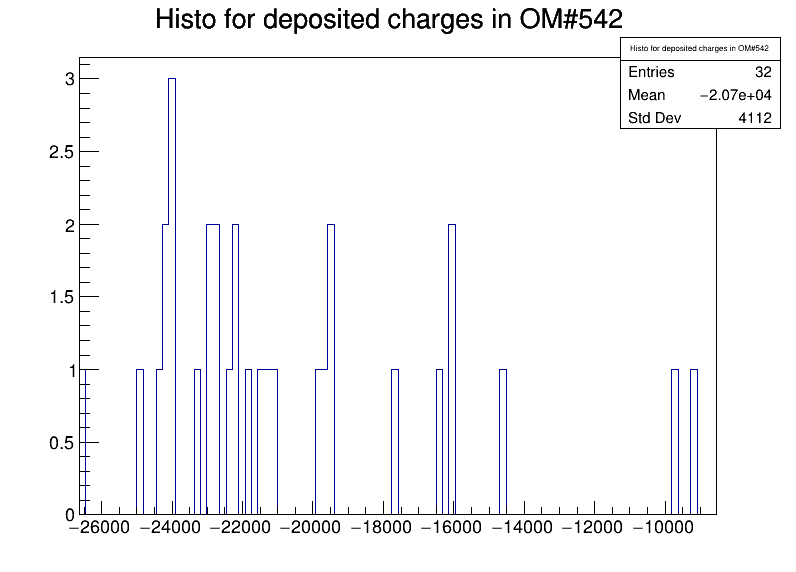 Histo for deposited charges in OM#542
Histo for deposited charges in OM#542
Entries 32
Mean −2.07e+04
Std Dev 4112
3
2.5
2
1.5
1
0.5
0
−26000 −24000 −22000 −20000 −18000 −16000 −14000 −12000 −10000